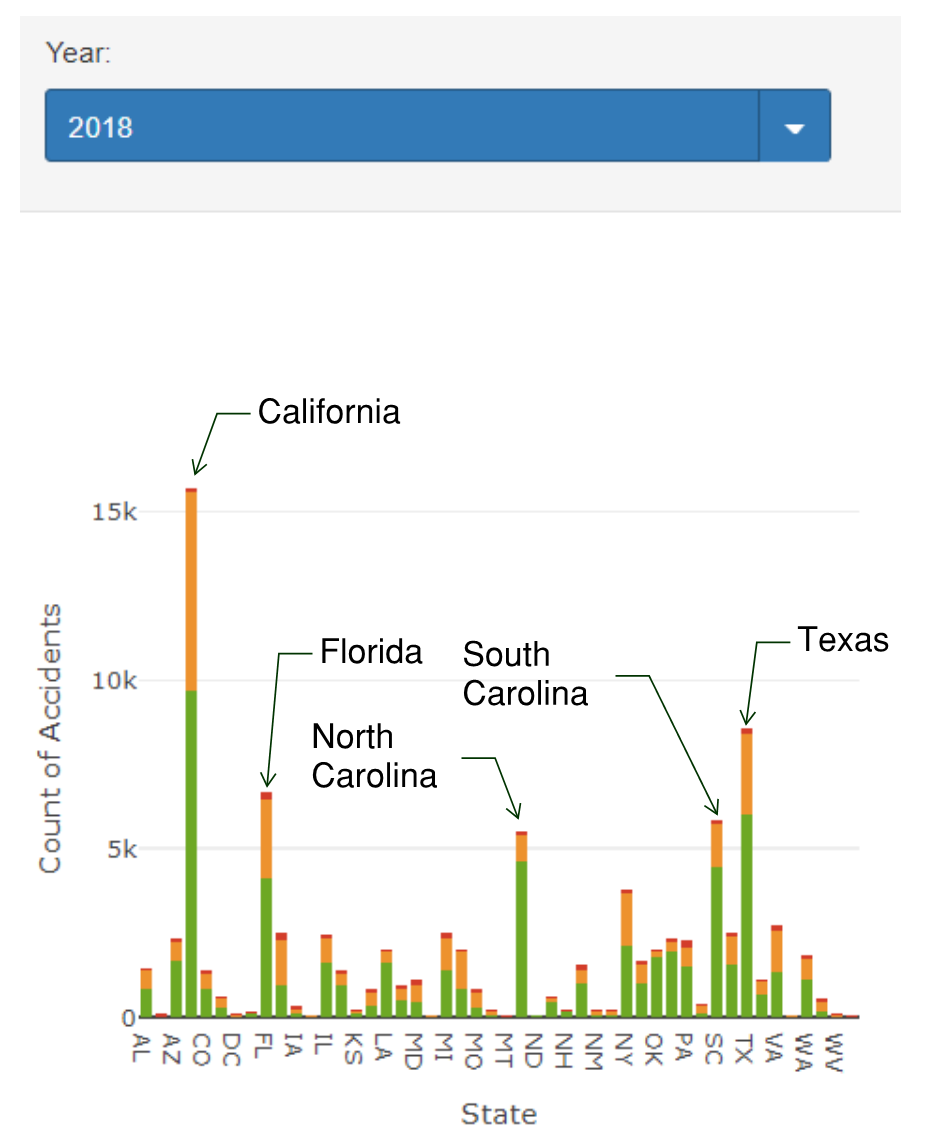 Year:
2018
California
15k
Florida
South
Carolina
Texas
10k
North
Carolina
5k
0
Count of Accidents
AL
AZ
CO
DC
FL
IA
IL
KS
LA
MD
MI
MO
MT
ND
NH
NM
NY
OK
PA
SC
TX
VA
WA
WV
State